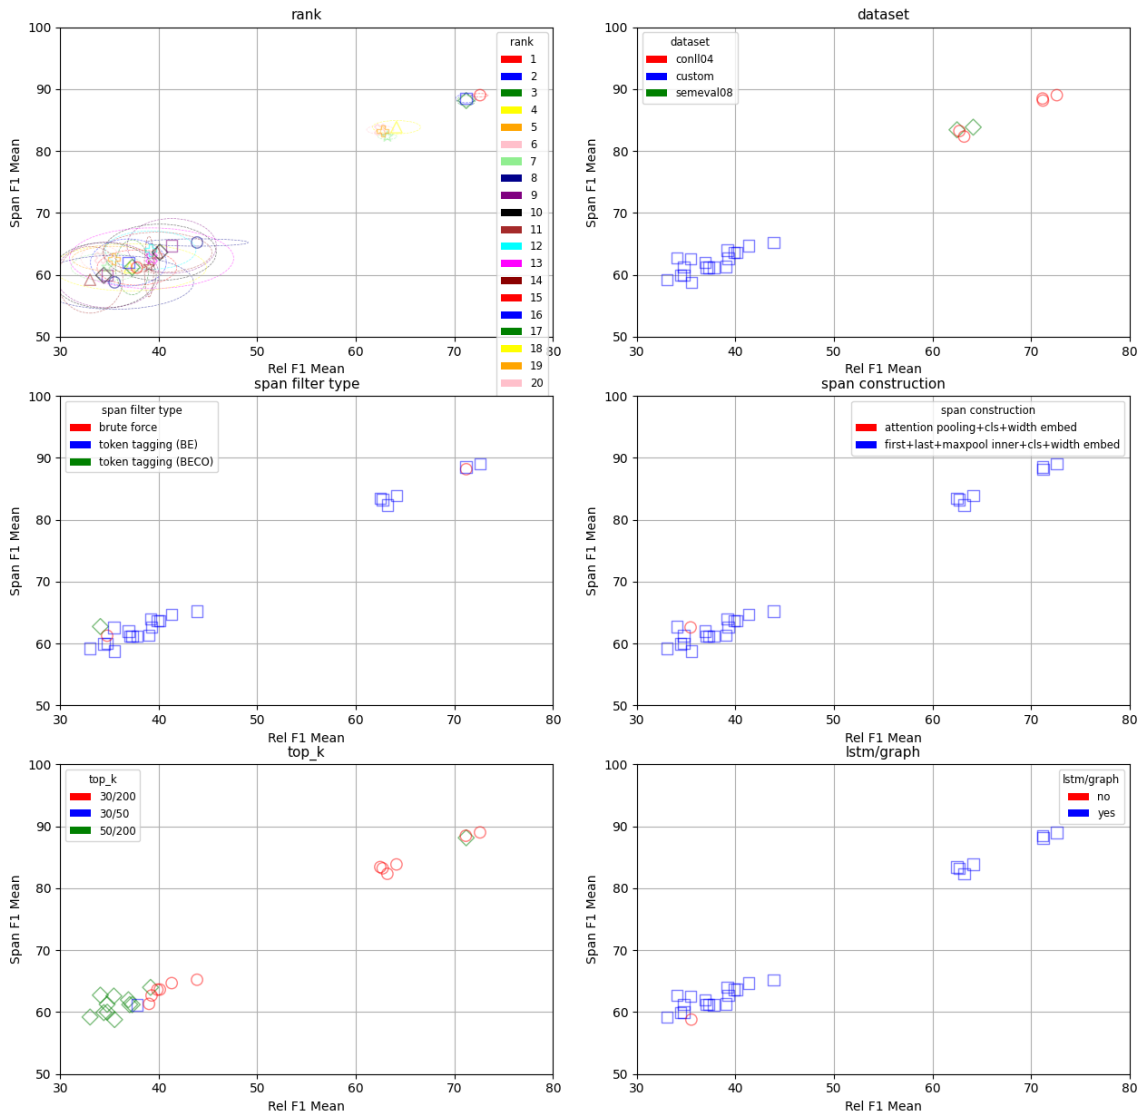 rank
100
90
80
70
60
50
30
40
50
60
70
80
Span F1 Mean
Rel F1 Mean
rank
1
2
3
4
5
6
7
8
9
10
11
12
13
14
15
16
17
18
19
20
dataset
100
90
80
70
60
50
30
40
50
60
70
80
Span F1 Mean
Rel F1 Mean
dataset
conll04
custom
semeval08
span filter type
100
90
80
70
60
50
30
40
50
60
70
80
Span F1 Mean
Rel F1 Mean
span filter type
brute force
token tagging (BE)
token tagging (BECO)
span construction
100
90
80
70
60
50
30
40
50
60
70
80
Span F1 Mean
Rel F1 Mean
span construction
attention pooling+cls+width embed
first+last+maxpool inner+cls+width embed
top_k
100
90
80
70
60
50
30
40
50
60
70
80
Span F1 Mean
Rel F1 Mean
top_k
30/200
30/50
50/200
lstm/graph
100
90
80
70
60
50
30
40
50
60
70
80
Span F1 Mean
Rel F1 Mean
lstm/graph
no
yes